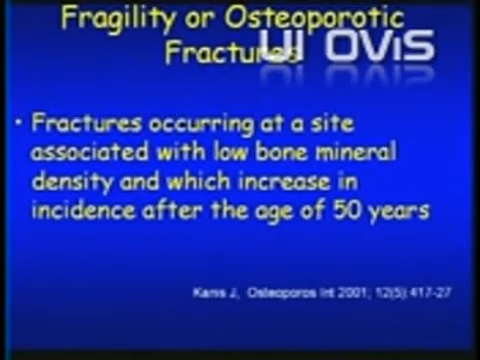 Fragility or Osteoporotic
Fractures
UI OViS
• Fractures occurring at a site
associated with low bone mineral
density and which increase in
incidence after the age of 50 years
Kanis J, Osteoporos Int 2001; 12(5):417-27